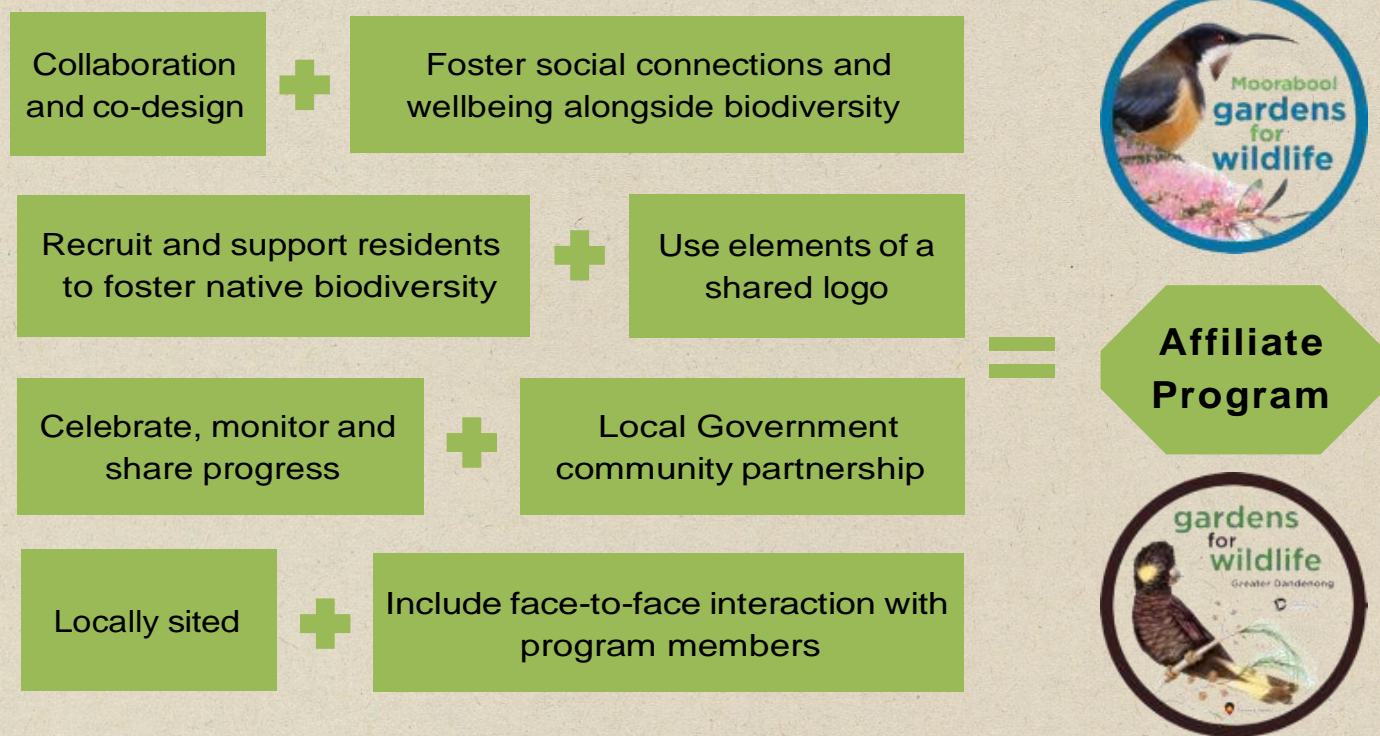 Collaboration
and co-design
Foster social connections and
wellbeing alongside biodiversity
Recruit and support residents
to foster native biodiversity
Use elements of a
shared logo
Celebrate, monitor and
share progress
Local Government
community partnership
Locally sited
Include face-to-face interaction with
program members
Moorabool
gardens
for
wildlife
Affiliate
Program
gardens
for
wildlife
Greater Dandenong